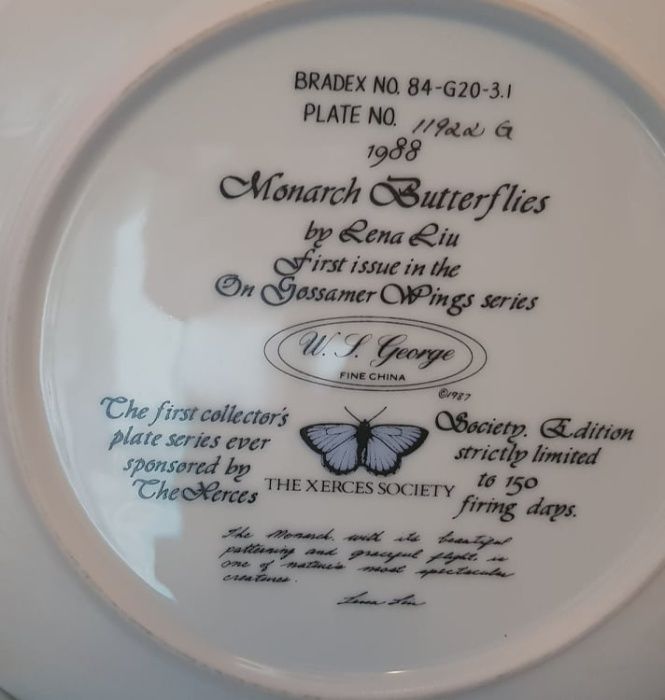 BRADEX NO. 84-G20-3.1
PLATE NO. 11922 G
1988
Monarch Butterflies
by Lena Liu
First issue in the
On Gossamer Wings series
W. S. George
FINE CHINA
©1987
The first collector's
plate series ever
sponsored by
The Xerces
THE XERCES SOCIETY
Society. Edition
strictly limited
to 150
firing days.
The Monarch, with its beautiful
patterning and graceful flight, is
one of nature's most spectacular
creatures.
Lena Liu